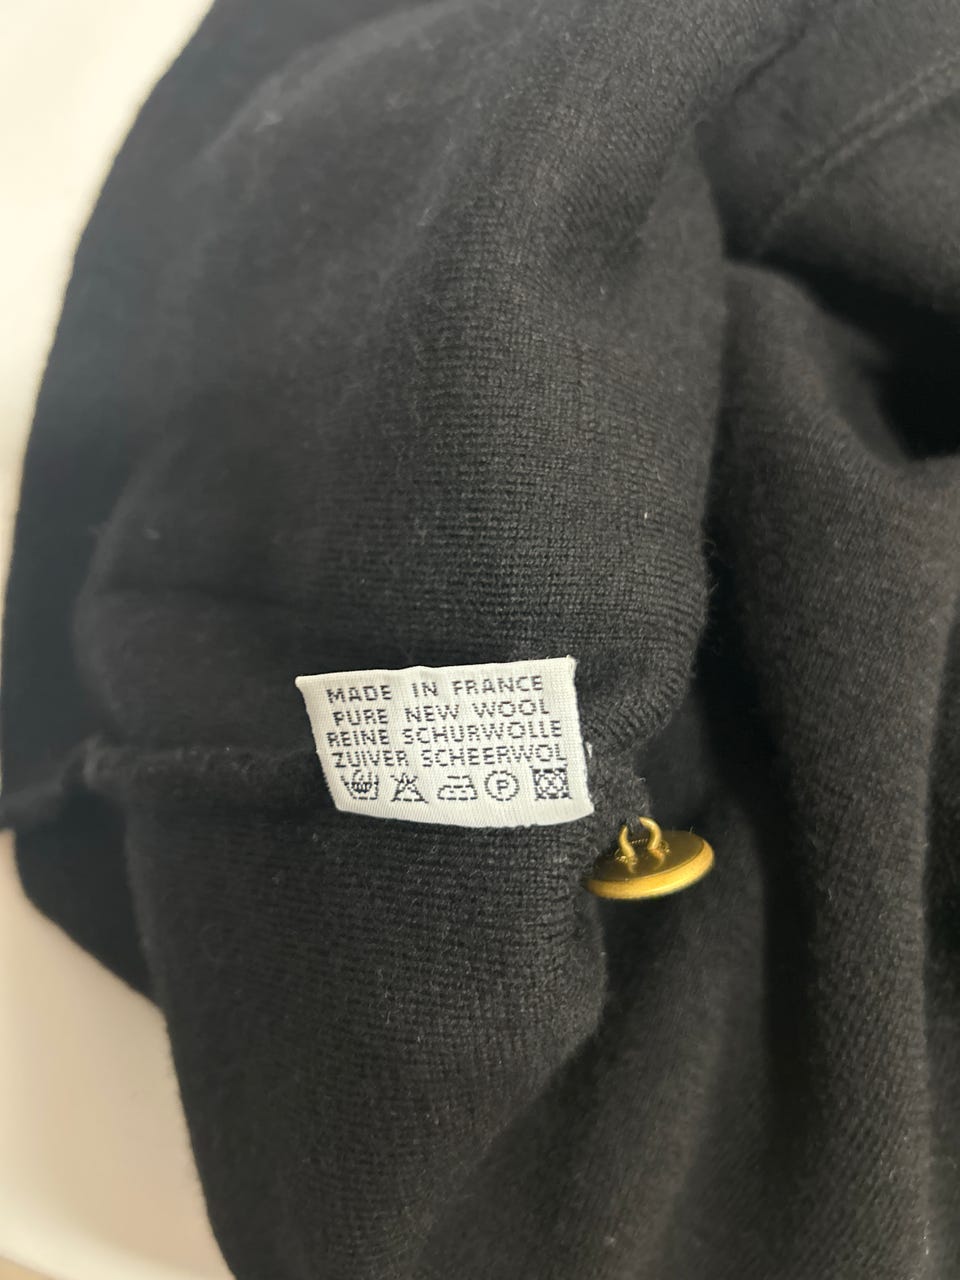 MADE IN FRANCE
PURE NEW WOOL
REINE SCHURWOLLE
ZUIVER SCHEERWOL
P